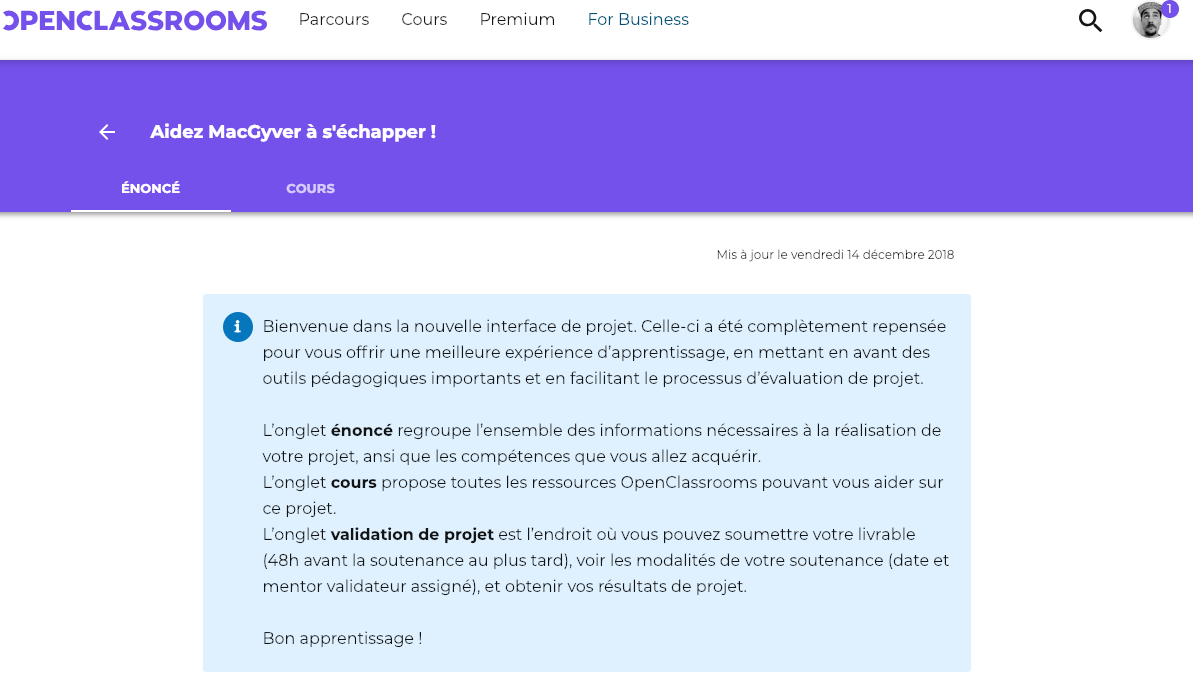 OPENCLASSROOMS Parcours Cours Premium For Business 1
Aidez MacGyver à s'échapper !
ÉNONCÉ COURS
Mis à jour le vendredi 14 décembre 2018
i Bienvenue dans la nouvelle interface de projet. Celle-ci a été complètement repensée
pour vous offrir une meilleure expérience d’apprentissage, en mettant en avant des
outils pédagogiques importants et en facilitant le processus d’évaluation de projet.
L’onglet énoncé regroupe l’ensemble des informations nécessaires à la réalisation de
votre projet, ansi que les compétences que vous allez acquérir.
L’onglet cours propose toutes les ressources OpenClassrooms pouvant vous aider sur
ce projet.
L’onglet validation de projet est l’endroit où vous pouvez soumettre votre livrable
(48h avant la soutenance au plus tard), voir les modalités de votre soutenance (date et
mentor validateur assigné), et obtenir vos résultats de projet.
Bon apprentissage !